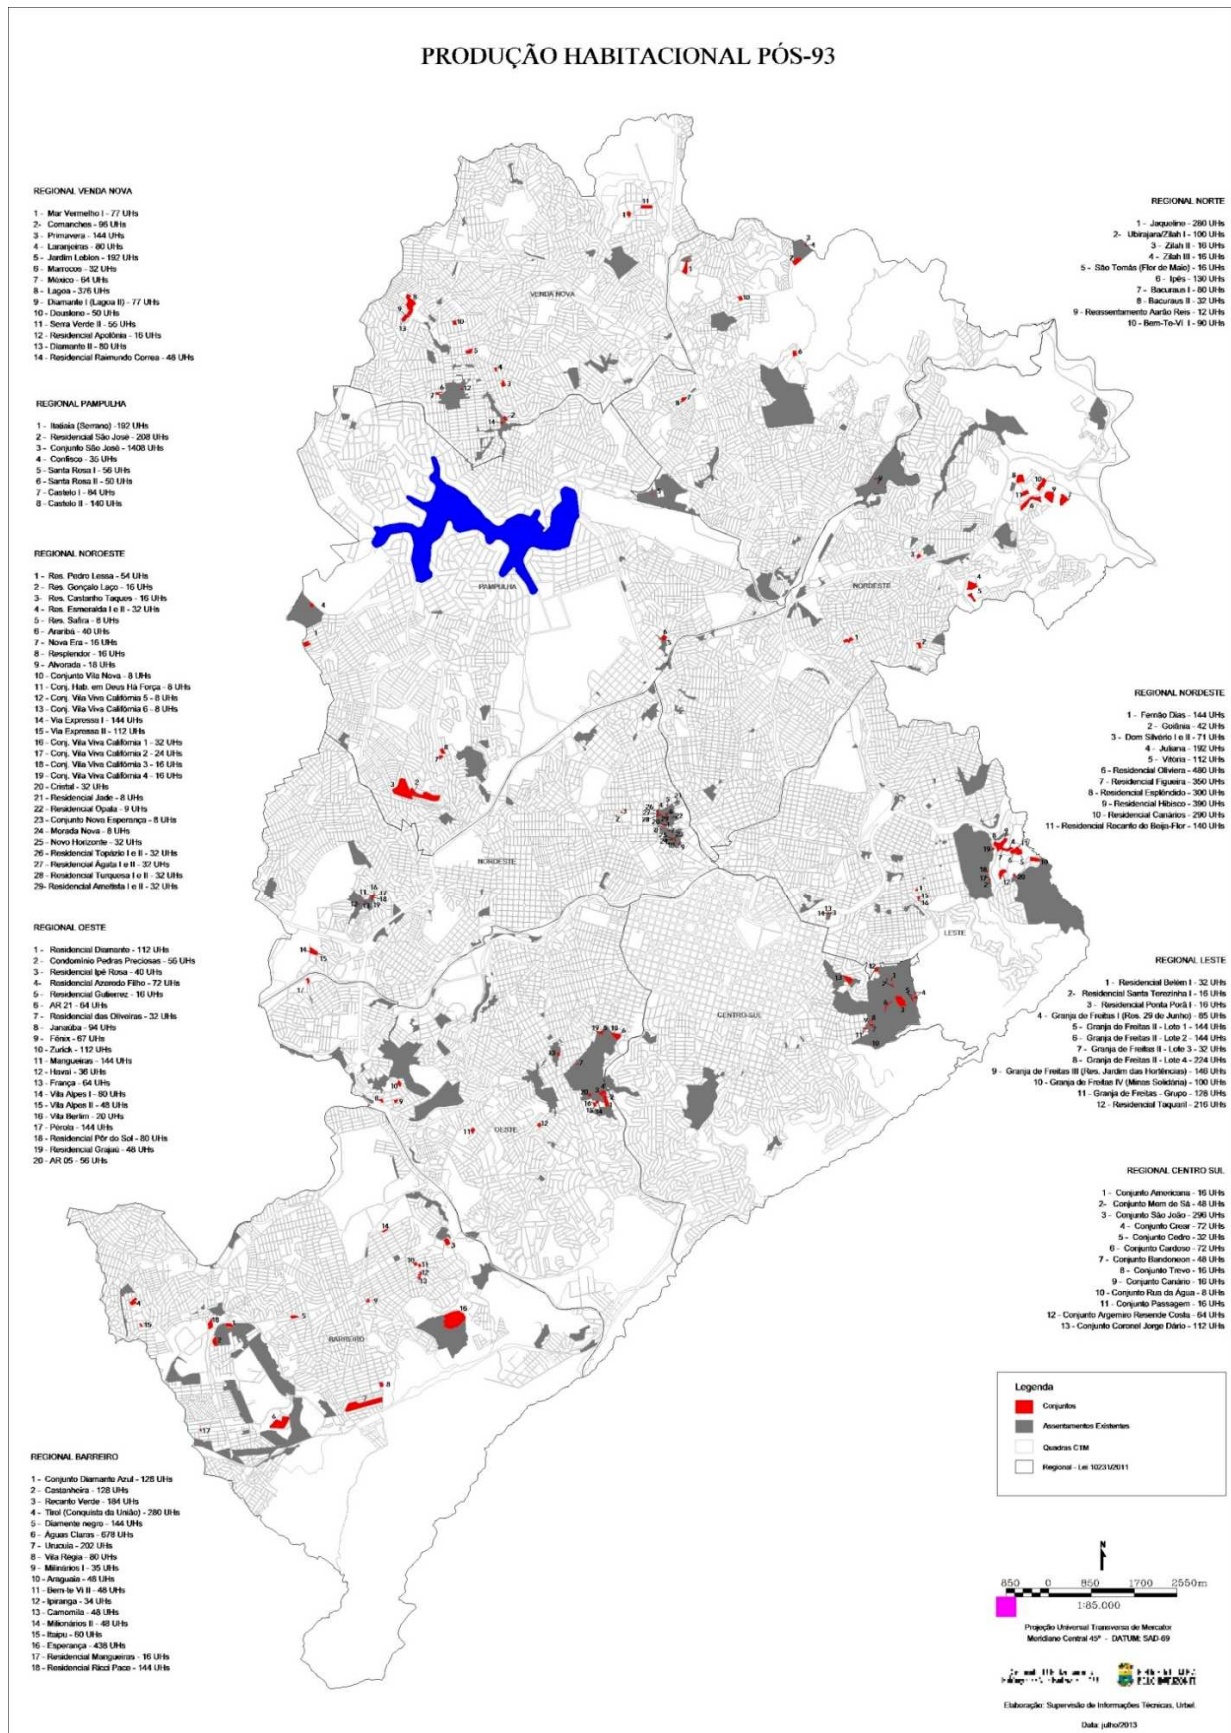 PRODUÇÃO HABITACIONAL PÓS-93
REGIONAL VENDA NOVA
1 - Mar Vermelho I - 77 UHs
2- Comanches - 96 UHs
3 - Primavera - 144 UHs
4 - Laranjeiras - 80 UHs
5 - Jardim Leblon - 192 UHs
6 - Marrocos - 32 UHs
7 - México - 64 UHs
8 - Lagoa - 376 UHs
9 - Diamante I (Lagoa II) - 77 UHs
10 - Dousleno - 50 UHs
11 - Serra Verde II - 55 UHs
12 - Residencial Apolônia - 16 UHs
13 - Diamante II - 80 UHs
14 - Residencial Raimundo Correa - 48 UHs
REGIONAL PAMPULHA
1 - Itatiaia (Serrano) -192 UHs
2 - Residencial São José - 208 UHs
3 - Conjunto São José - 1408 UHs
4 - Confisco - 35 UHs
5 - Santa Rosa I - 56 UHs
6 - Santa Rosa II - 50 UHs
7 - Castelo I - 84 UHs
8 - Castelo II - 140 UHs
REGIONAL NOROESTE
1 - Res. Pedro Lessa - 54 UHs
2 - Res. Gonçalo Laço - 16 UHs
3- Res. Castanho Taques - 16 UHs
4 - Res. Esmeralda I e II - 32 UHs
5 - Res. Safira - 8 UHs
6 - Arariba - 40 UHs
7 - Nova Era - 16 UHs
8 - Resplendor - 16 UHs
9 - Alvorada - 18 UHs
10 - Conjunto Vila Nova - 8 UHs
11 - Conj. Hab. em Deus Há Força - 8 UHs
12 - Conj. Vila Viva Califórnia 5 - 8 UHs
13 - Conj. Vila Viva Califórnia 6 - 8 UHs
14 - Via Expressa I - 144 UHs
15 - Via Expressa II - 112 UHs
16 - Conj. Vila Viva Califórnia 1 - 32 UHs
17 - Conj. Vila Viva Califórnia 2 - 24 UHs
18 - Conj. Vila Viva Califórnia 3 - 16 UHs
19 - Conj. Vila Viva Califórnia 4 - 16 UHs
20 - Cristal - 32 UHs
21 - Residencial Jade - 8 UHs
22 - Residencial Opala - 9 UHs
23 - Conjunto Nova Esperança - 8 UHs
24 - Morada Nova - 8 UHs
25 - Novo Horizonte - 32 UHs
26 - Residencial Topázio I e II - 32 UHs
27 - Residencial Ágata I e II - 32 UHs
28 - Residencial Turquesa I e II - 32 UHs
29- Residencial Ametista I e II - 32 UHs
REGIONAL OESTE
1 - Residencial Diamante - 112 UHs
2 - Condomínio Pedras Preciosas - 56 UHs
3 - Residencial Ipê Rosa - 40 UHs
4- Residencial Azeredo Filho - 72 UHs
5 - Residencial Gutierrez - 16 UHs
6 - AR 21 - 64 UHs
7 - Residencial das Oliveiras - 32 UHs
8 - Janaúba - 94 UHs
9 - Fênix - 67 UHs
10 - Zurick - 112 UHs
11 - Mangueiras - 144 UHs
12 - Havaí - 36 UHs
13 - França - 64 UHs
14 - Vila Alpes I - 80 UHs
15 - Vila Alpes II - 48 UHs
16 - Vila Berlim - 20 UHs
17 - Pérola - 144 UHs
18 - Residencial Pôr do Sol - 80 UHs
19 - Residencial Grajaú - 48 UHs
20 - AR 05 - 56 UHs
REGIONAL BARREIRO
1 - Conjunto Diamante Azul - 128 UHs
2 - Castanheira - 128 UHs
3 - Recanto Verde - 184 UHs
4 - Tirol (Conquista da União) - 280 UHs
5 - Diamente negro - 144 UHs
6 - Águas Claras - 678 UHs
7 - Urucuia - 202 UHs
8 - Vila Régia - 80 UHs
9 - Milinários I - 35 UHs
10 - Araguaia - 48 UHs
11 - Bem-te Vi II - 48 UHs
12 - Ipiranga - 34 UHs
13 - Camomila - 48 UHs
14 - Milionários II - 48 UHs
15 - Itaipu - 60 UHs
16 - Esperança - 438 UHs
17 - Residencial Mangueiras - 16 UHs
18 - Residencial Ricci Pace - 144 UHs
VENDA NOVA
PAMPULHA
NORDESTE
NORDESTE
LESTE
CENTRO-SUL
OESTE
BARREIRO
REGIONAL NORTE
1 - Jaqueline - 280 UHs
2- Ubirajara/Zilah I - 100 UHs
3 - Zilah II - 16 UHs
4 - Zilah III - 16 UHs
5 - São Tomás (Flor de Maio) - 16 UHs
6 - Ipês - 130 UHs
7 - Bacuraus I - 80 UHs
8 - Bacuraus II - 32 UHs
9 - Reassentamento Aarão Reis - 12 UHs
10 - Bem-Te-Vi I - 90 UHs
REGIONAL NORDESTE
1 - Fernão Dias - 144 UHs
2 - Goiânia - 42 UHs
3 - Dom Silvério I e II - 71 UHs
4 - Juliana - 192 UHs
5 - Vitória - 112 UHs
6 - Residencial Oliveira - 480 UHs
7 - Residencial Figueira - 350 UHs
8 - Residencial Esplêndido - 300 UHs
9 - Residencial Hibisco - 390 UHs
10 - Residencial Canários - 290 UHs
11 - Residencial Recanto do Beija-Flor - 140 UHs
REGIONAL LESTE
1 - Residencial Belém I - 32 UHs
2- Residencial Santa Terezinha I - 16 UHs
3 - Residencial Ponta Porã I - 16 UHs
4 - Granja de Freitas I (Res. 29 de Junho) - 85 UHs
5 - Granja de Freitas II - Lote 1 - 144 UHs
6 - Granja de Freitas II - Lote 2 - 144 UHs
7 - Granja de Freitas II - Lote 3 - 32 UHs
8 - Granja de Freitas II - Lote 4 - 224 UHs
9 - Granja de Freitas III (Res. Jardim das Hortências) - 146 UHs
10 - Granja de Freitas IV (Minas Solidária) - 100 UHs
11 - Granja de Freitas - Grupo - 128 UHs
12 - Residencial Taquaril - 216 UHs
REGIONAL CENTRO SUL
1 - Conjunto Americana - 16 UHs
2- Conjunto Mem de Sá - 48 UHs
3 - Conjunto São João - 296 UHs
4 - Conjunto Crear - 72 UHs
5 - Conjunto Cedro - 32 UHs
6 - Conjunto Cardoso - 72 UHs
7 - Conjunto Bandoneon - 48 UHs
8 - Conjunto Trevo - 16 UHs
9 - Conjunto Canário - 16 UHs
10 - Conjunto Rua da Água - 8 UHs
11 - Conjunto Passagem - 16 UHs
12 - Conjunto Argemiro Resende Costa - 64 UHs
13 - Conjunto Coronel Jorge Dário - 112 UHs
Legenda
Conjuntos
Assentamentos Existentes
Quadras CTM
Regional - Lei 10231/2011
N
850 0 850 1700 2550m
1:85.000
Projeção Universal Transversa de Mercator
Meridiano Central 45º - DATUM: SAD-69
Elaboração: Supervisão de Informações Técnicas, Urbel.
Data: julho/2013